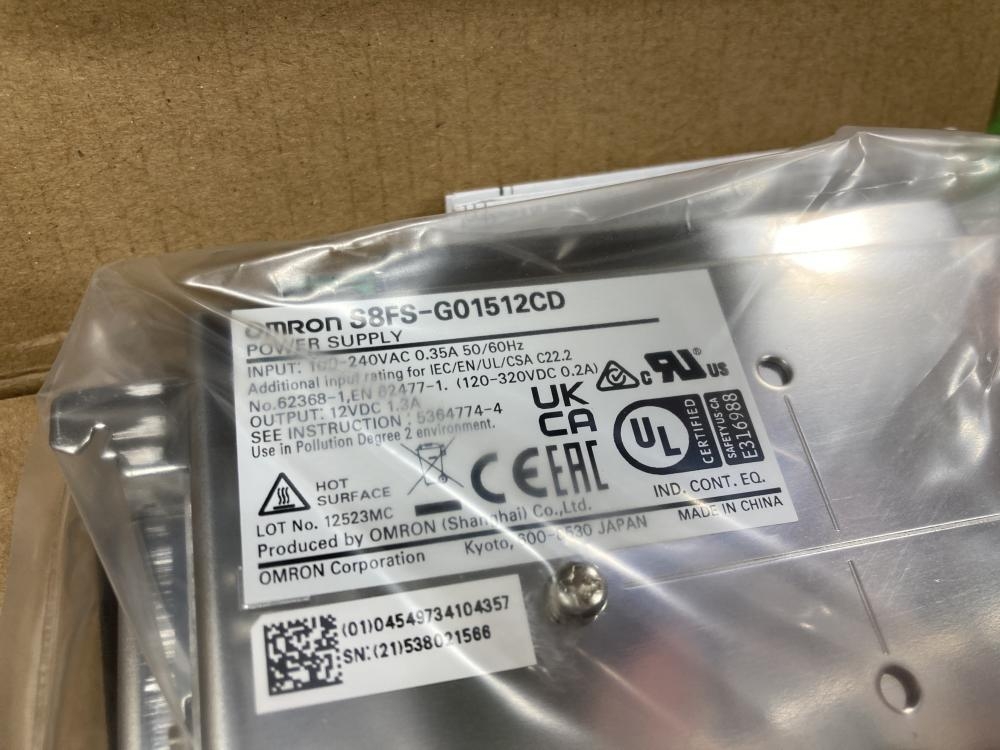 OMRON S8FS-G01512CD
POWER SUPPLY
INPUT: 100-240VAC 0.35A 50/60Hz
Additional input rating for IEC/EN/UL/CSA C22.2
No.62368-1,EN 62477-1. (120-320VDC 0.2A)
OUTPUT: 12VDC 1.3A
SEE INSTRUCTION : 5364774-4
Use in Pollution Degree 2 environment.
C RU® US
UK
CA
CE EAC
UL CERTIFIED
SAFETY US-CA
E316988
HOT
SURFACE
IND. CONT. EQ.
LOT No. 12523MC
MADE IN CHINA
Produced by OMRON (Shanghai) Co.,Ltd.
OMRON Corporation Kyoto, 600-8530 JAPAN
(01)04549734104357
SN:(21)538021566